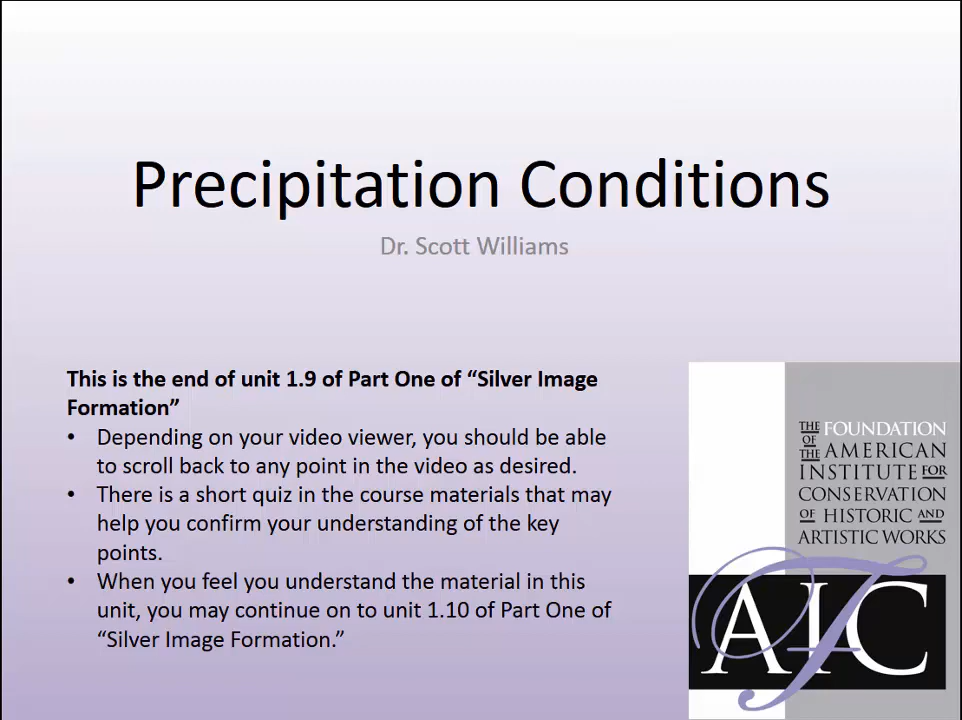 Precipitation Conditions
Dr. Scott Williams
This is the end of unit 1.9 of Part One of “Silver Image
Formation”
• Depending on your video viewer, you should be able
to scroll back to any point in the video as desired.
• There is a short quiz in the course materials that may
help you confirm your understanding of the key
points.
• When you feel you understand the material in this
unit, you may continue on to unit 1.10 of Part One of
“Silver Image Formation.”
THE FOUNDATION
OF
THE AMERICAN
INSTITUTE FOR
CONSERVATION
OF HISTORIC AND
ARTISTIC WORKS
FAIC